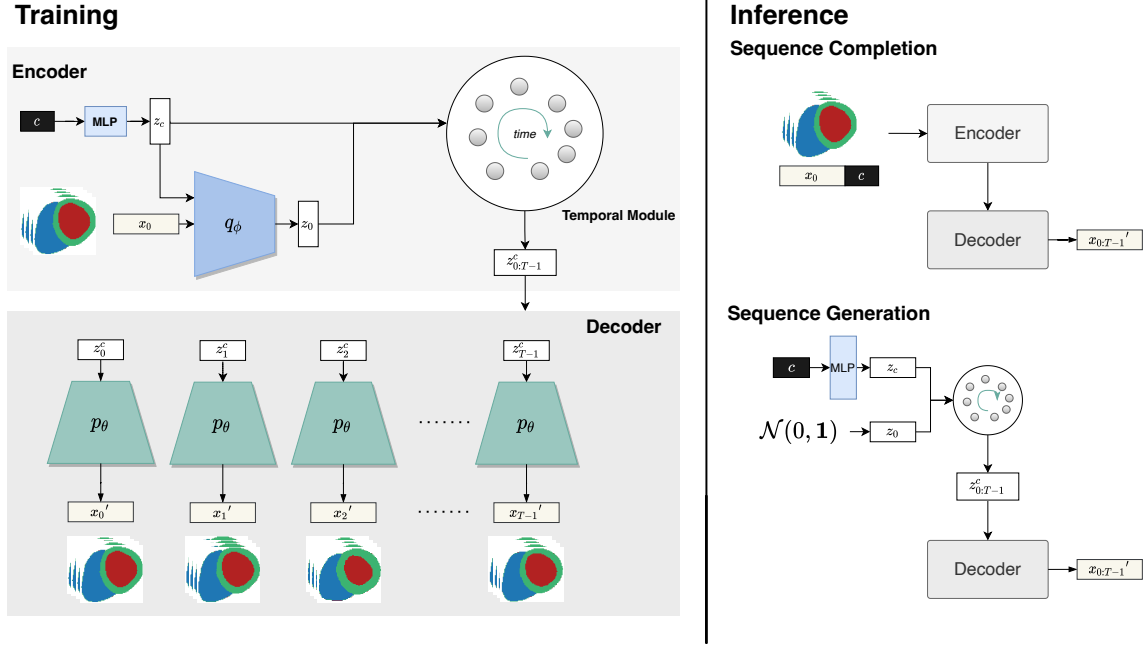 Training
Encoder
c
MLP
z_c
x_0
q_ϕ
z_0
time
Temporal Module
z^c_{0:T−1}
Decoder
z^c_0
z^c_1
z^c_2
z^c_{T−1}
p_θ
p_θ
p_θ
.......
p_θ
x_0′
x_1′
x_2′
.......
x_{T−1}′
Inference
Sequence Completion
x_0
c
Encoder
Decoder
x_{0:T−1}′
Sequence Generation
c
MLP
z_c
𝒩(0, 1)
z_0
z^c_{0:T−1}
Decoder
x_{0:T−1}′